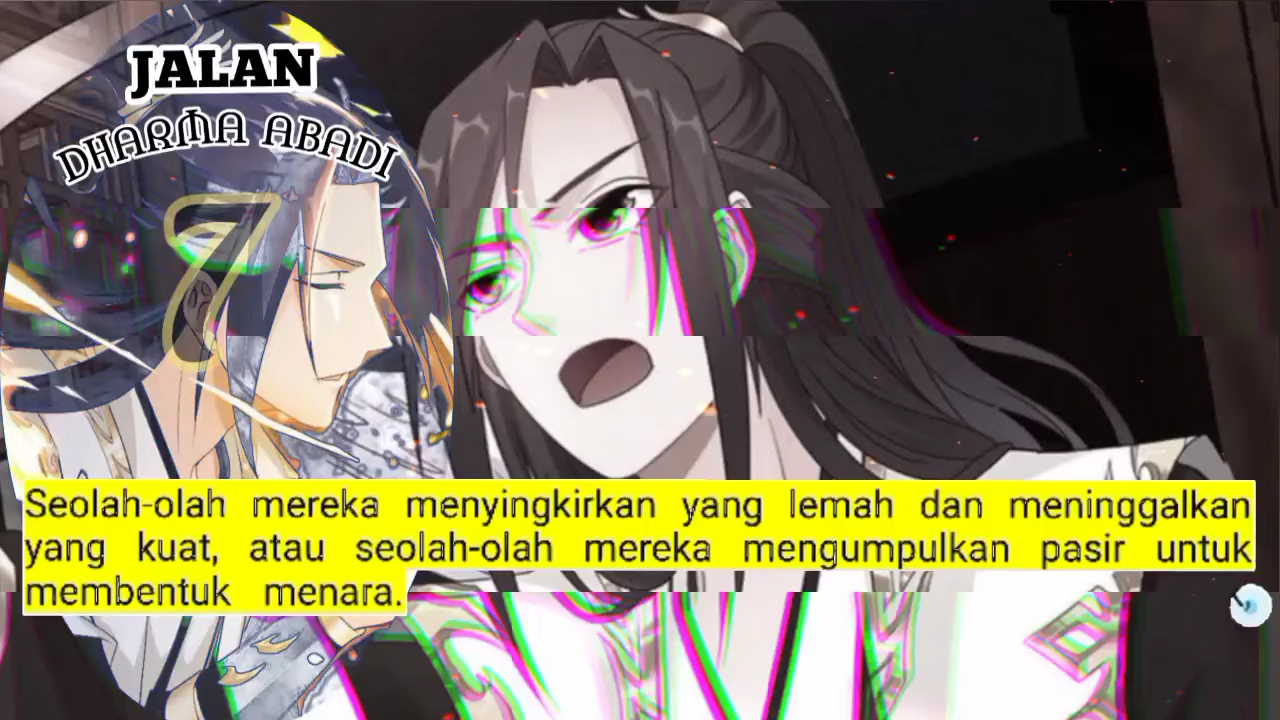 JALAN
DHARMA ABADI
7
Seolah-olah mereka menyingkirkan yang lemah dan meninggalkan
yang kuat, atau seolah-olah mereka mengumpulkan pasir untuk
membentuk menara.